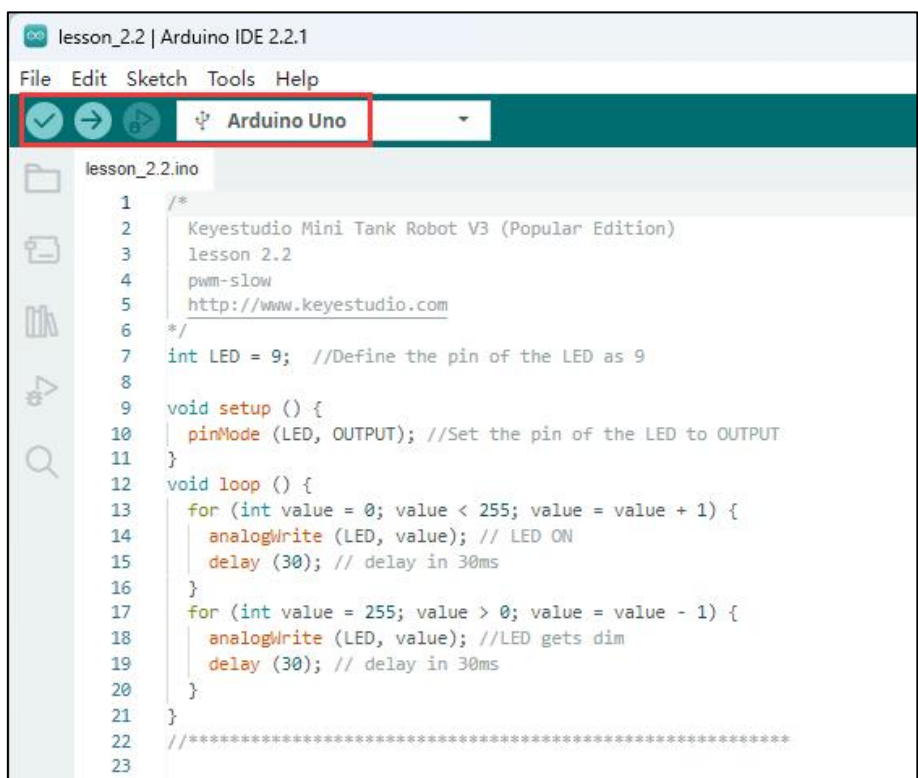 lesson_2.2 | Arduino IDE 2.2.1
File Edit Sketch Tools Help
Arduino Uno
lesson_2.2.ino
1 /*
2 Keyestudio Mini Tank Robot V3 (Popular Edition)
3 lesson 2.2
4 pwm-slow
5 http://www.keyestudio.com
6 */
7 int LED = 9; //Define the pin of the LED as 9
8
9 void setup () {
10 pinMode (LED, OUTPUT); //Set the pin of the LED to OUTPUT
11 }
12 void loop () {
13 for (int value = 0; value < 255; value = value + 1) {
14 analogWrite (LED, value); // LED ON
15 delay (30); // delay in 30ms
16 }
17 for (int value = 255; value > 0; value = value - 1) {
18 analogWrite (LED, value); //LED gets dim
19 delay (30); // delay in 30ms
20 }
21 }
22 //**********************************************************
23